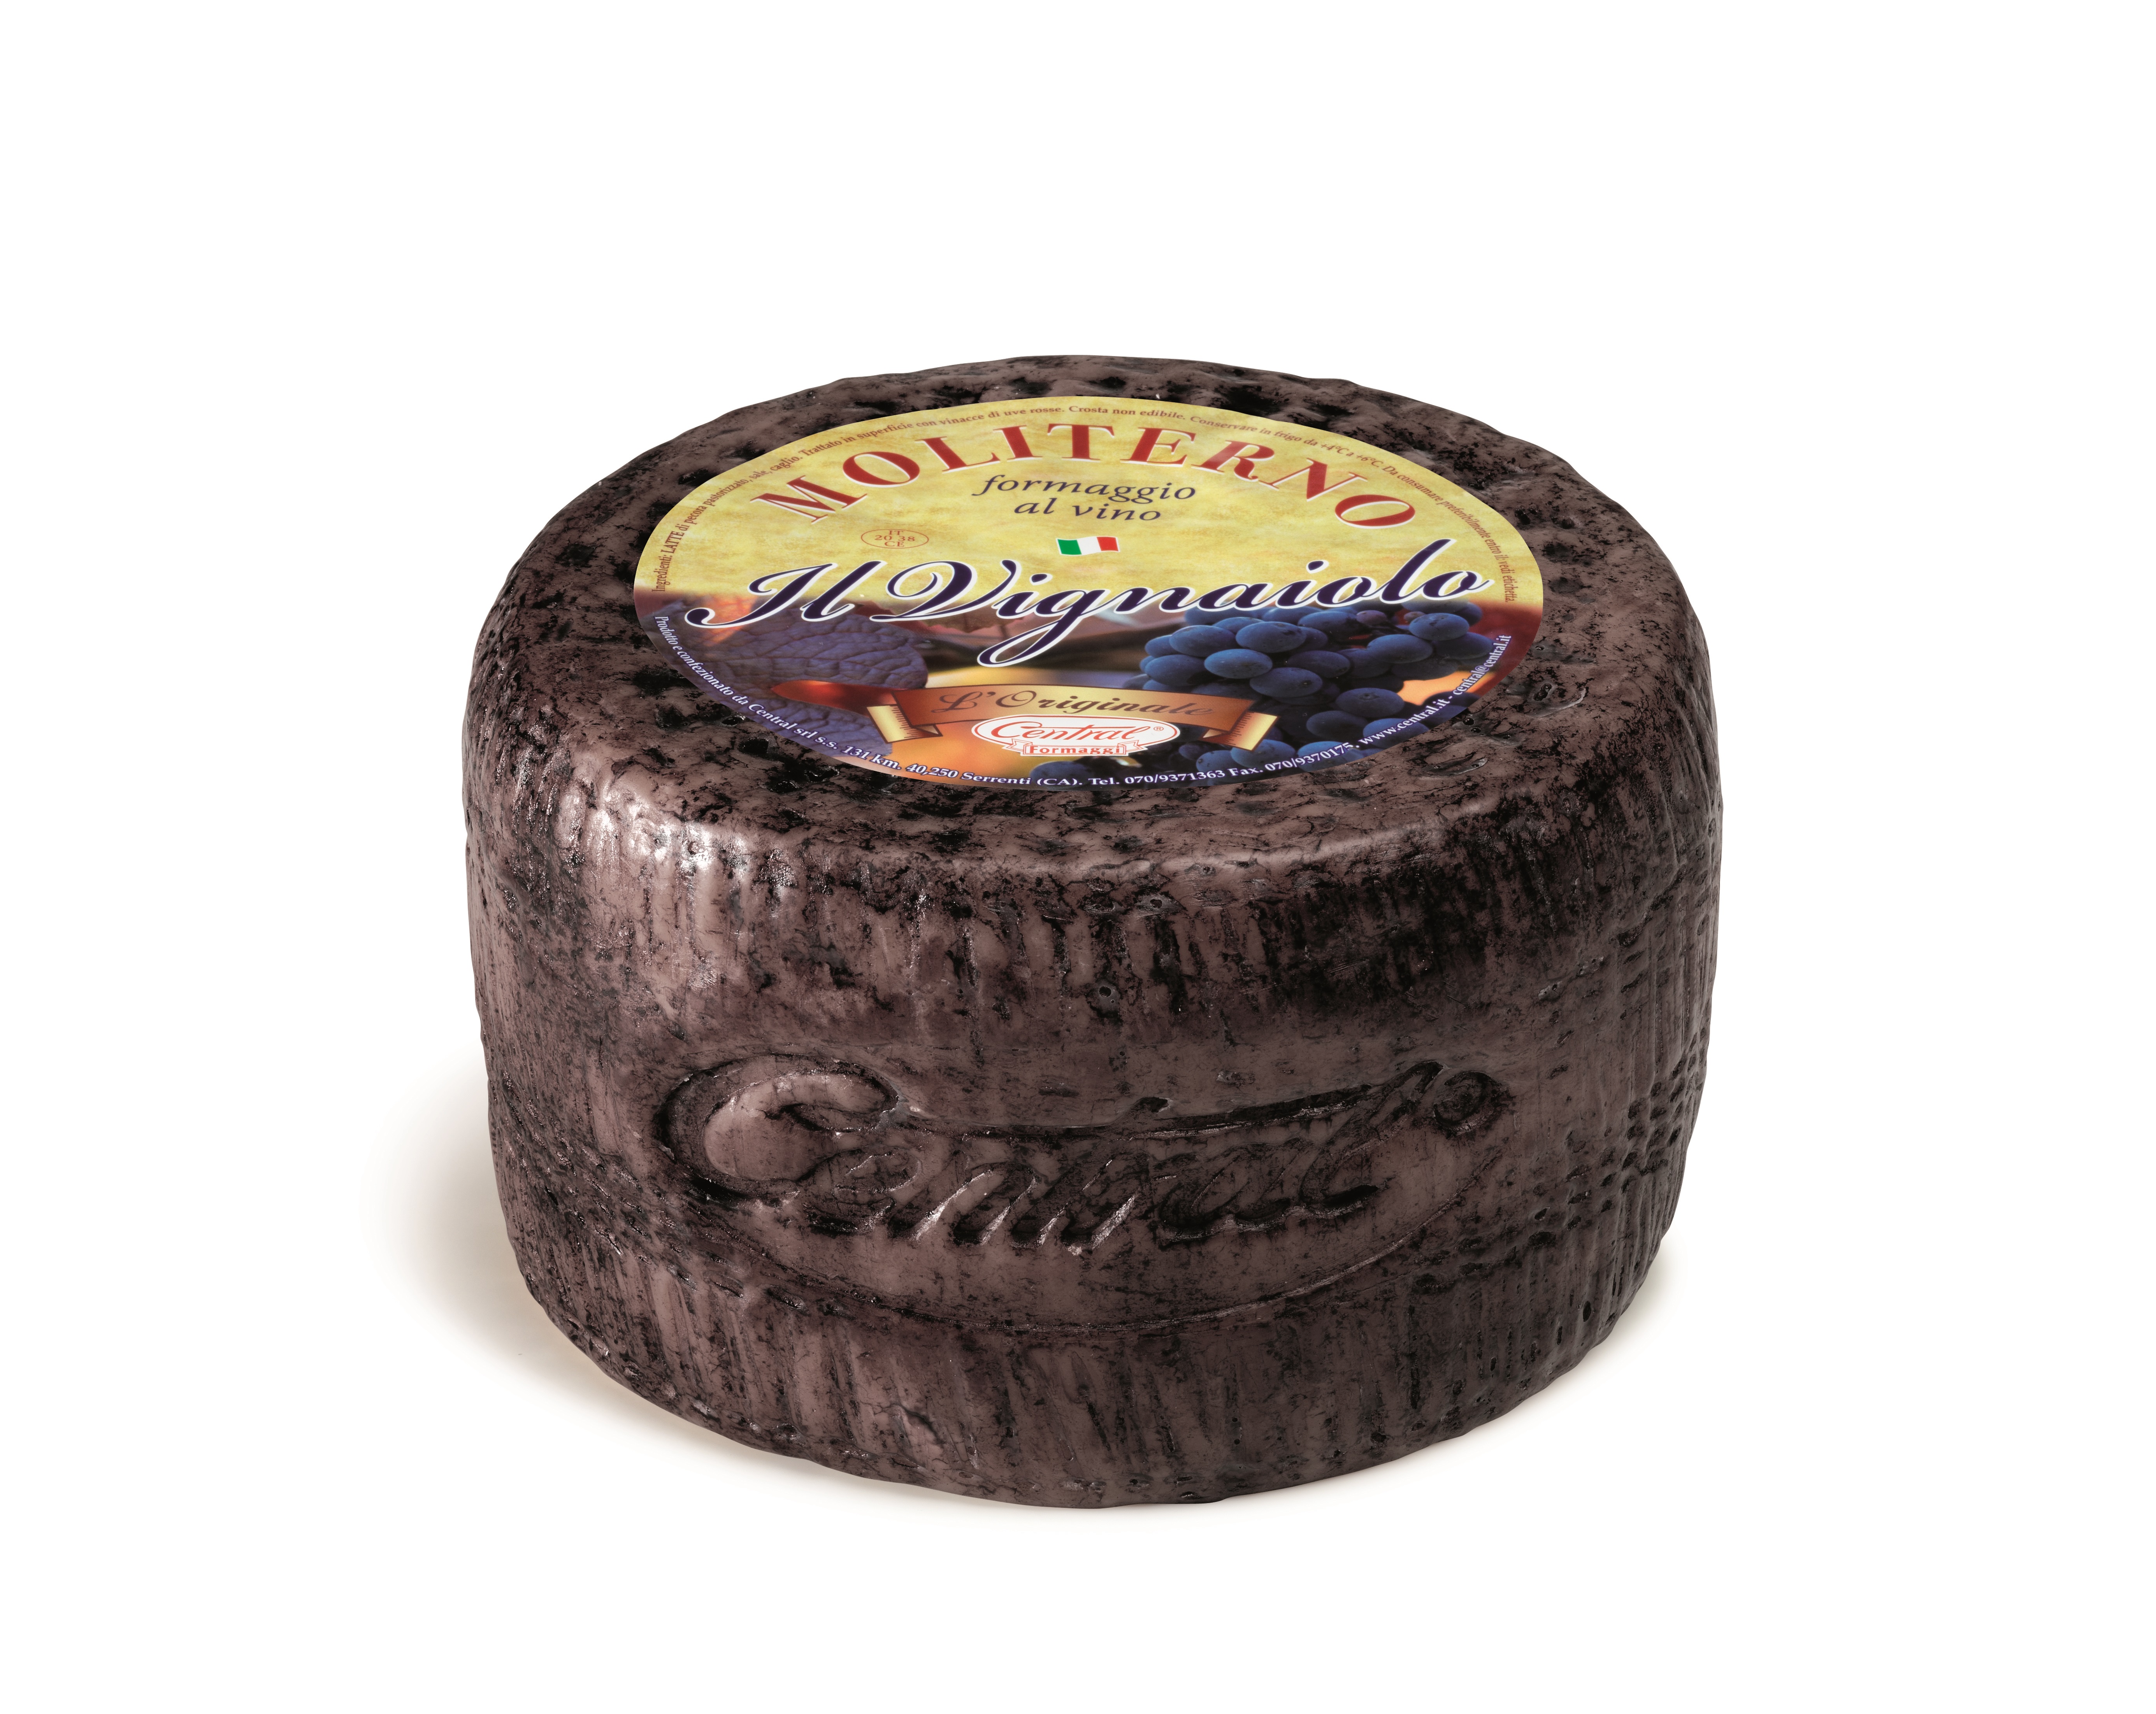 Ingredienti: LATTE di pecora pastorizzato, sale, caglio. Trattato in superficie con vinacce di uve rosse. Crosta non edibile. Conservare in frigo da +4°C a +6°C. Da consumare preferibilmente entro il: vedi etichetta
MOLITERNO
formaggio
al vino
IT
20 38
CE
Il Vignaiolo
L'Originale
Central ®
Formaggi
Prodotto e confezionato da Central srl s.s. 131 km. 40,250 Serrenti (CA). Tel. 070/9371363 Fax. 070/9370175. www.central.it - central@central.it
Central